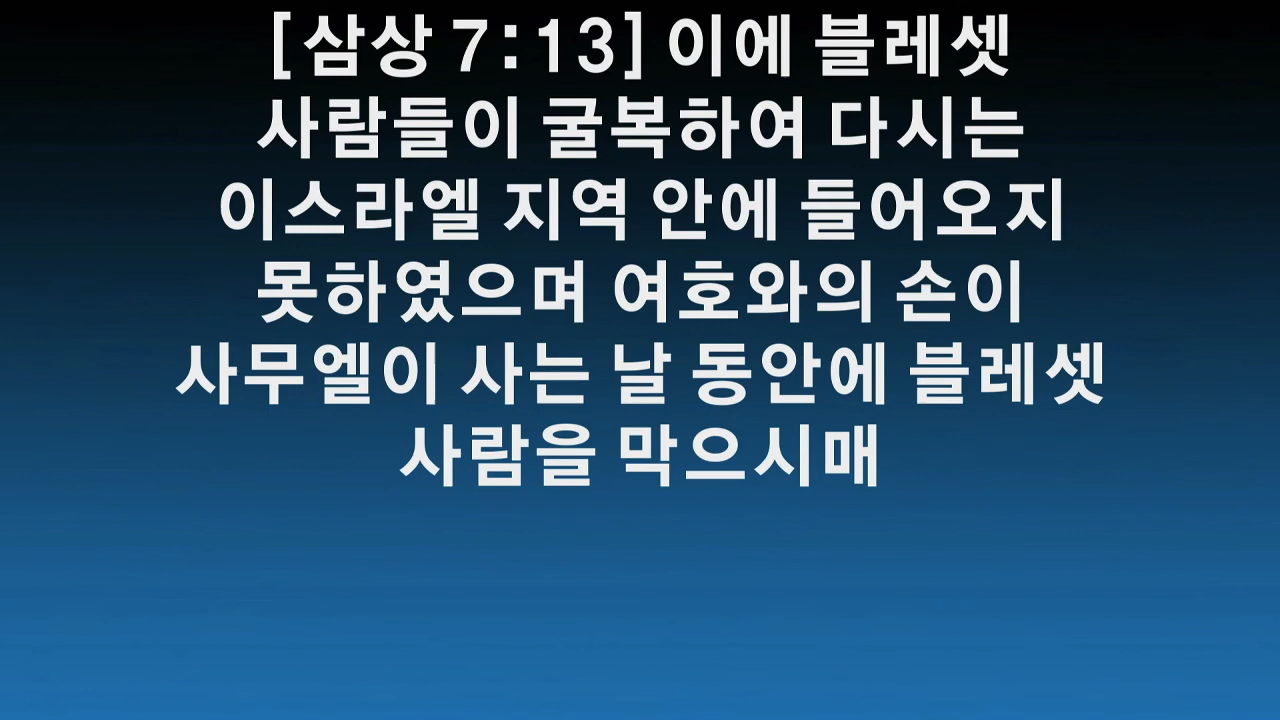 [삼상 7:13] 이에 블레셋
사람들이 굴복하여 다시는
이스라엘 지역 안에 들어오지
못하였으며 여호와의 손이
사무엘이 사는 날 동안에 블레셋
사람을 막으시매